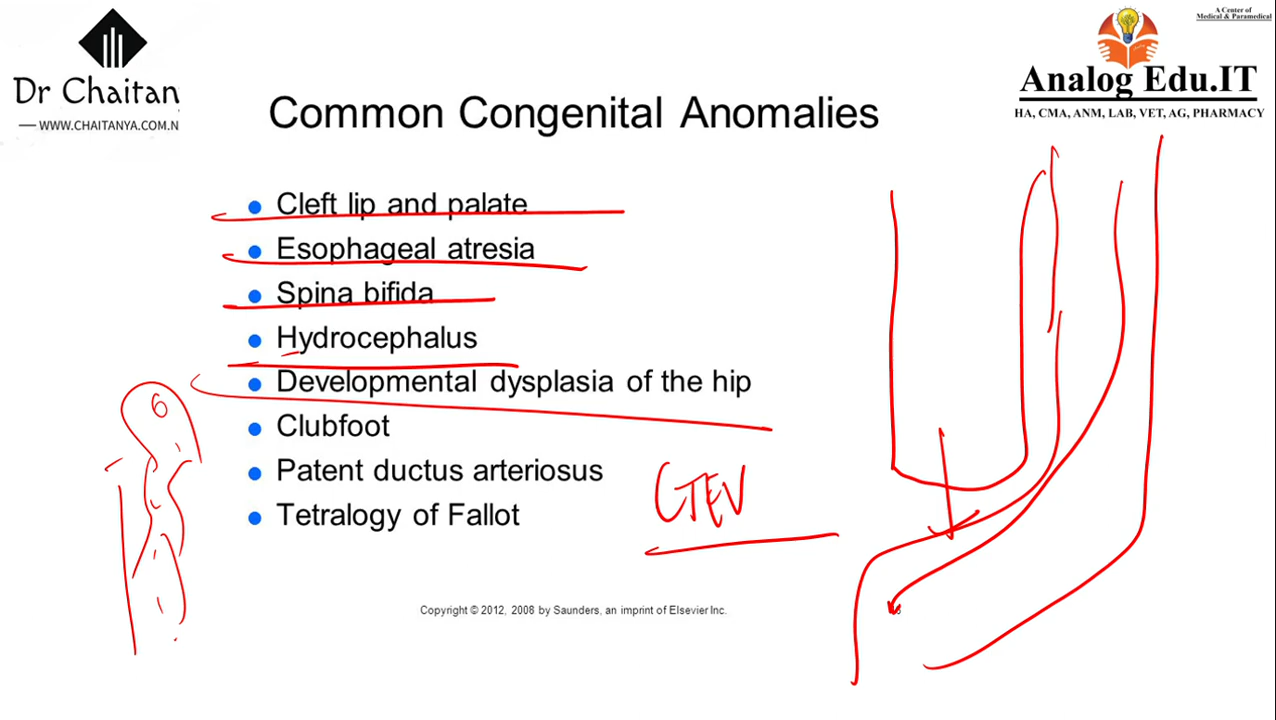 Dr Chaitan
WWW.CHAITANYA.COM.N
A Center of
Medical & Paramedical
Analog Edu.IT
HA, CMA, ANM, LAB, VET, AG, PHARMACY
Common Congenital Anomalies
Cleft lip and palate
Esophageal atresia
Spina bifida
Hydrocephalus
Developmental dysplasia of the hip
Clubfoot
Patent ductus arteriosus
Tetralogy of Fallot
CTEV
Copyright © 2012, 2008 by Saunders, an imprint of Elsevier Inc.